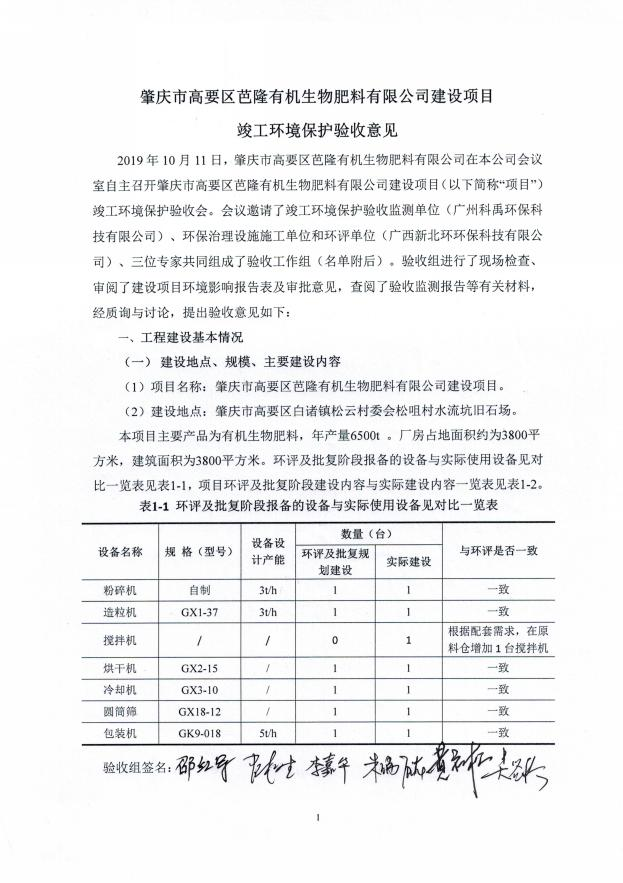 肇庆市高要区芭隆有机生物肥料有限公司建设项目
竣工环境保护验收意见
2019 年 10 月 11 日，肇庆市高要区芭隆有机生物肥料有限公司在本公司会议
室自主召开肇庆市高要区芭隆有机生物肥料有限公司建设项目（以下简称“项目”）
竣工环境保护验收会。会议邀请了竣工环境保护验收监测单位（广州科禹环保科
技有限公司）、环保治理设施施工单位和环评单位（广西新北环环保科技有限公
司）、三位专家共同组成了验收工作组（名单附后）。验收组进行了现场检查、
审阅了建设项目环境影响报告表及审批意见，查阅了验收监测报告等有关材料，
经质询与讨论，提出验收意见如下：
一、工程建设基本情况
（一） 建设地点、规模、主要建设内容
（1）项目名称：肇庆市高要区芭隆有机生物肥料有限公司建设项目。
（2）建设地点：肇庆市高要区白诸镇松云村委会松咀村水流坑旧石场。
本项目主要产品为有机生物肥料，年产量6500t 。厂房占地面积约为3800平
方米，建筑面积为3800平方米。环评及批复阶段报备的设备与实际使用设备见对
比一览表见表1-1，项目环评及批复阶段建设内容与实际建设内容一览表见表1-2。
表1-1 环评及批复阶段报备的设备与实际使用设备见对比一览表
设备名称 规 格（型号） 设备设计产能 数量（台） 与环评是否一致
环评及批复规划建设 实际建设
粉碎机 自制 3t/h 1 1 一致
造粒机 GX1-37 3t/h 1 1 一致
搅拌机 / / 0 1 根据配套需求，在原料仓增加 1 台搅拌机
烘干机 GX2-15 / 1 1 一致
冷却机 GX3-10 / 1 1 一致
圆筒筛 GX18-12 / 1 1 一致
包装机 GK9-018 5t/h 1 1 一致
验收组签名：
1